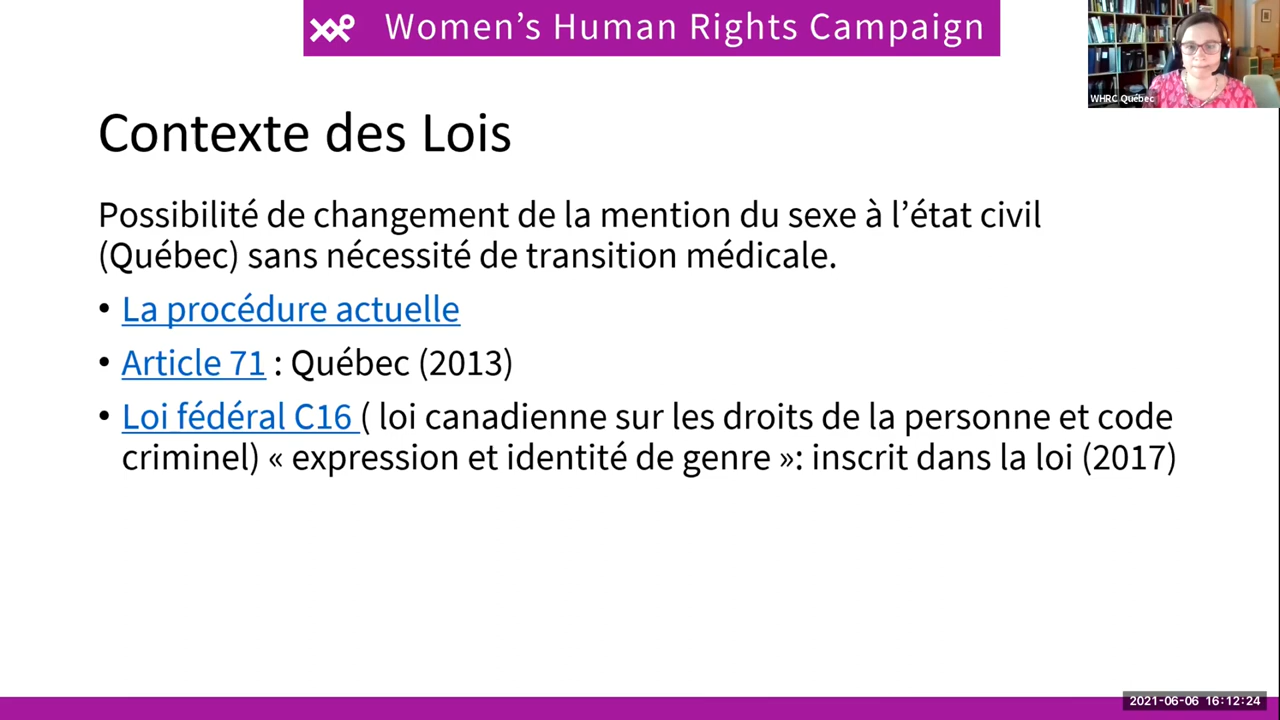 Women's Human Rights Campaign
WHRC Québec
Contexte des Lois
Possibilité de changement de la mention du sexe à l’état civil
(Québec) sans nécessité de transition médicale.
• La procédure actuelle
• Article 71 : Québec (2013)
• Loi fédéral C16 ( loi canadienne sur les droits de la personne et code
criminel) « expression et identité de genre »: inscrit dans la loi (2017)
2021-06-06 16:12:24